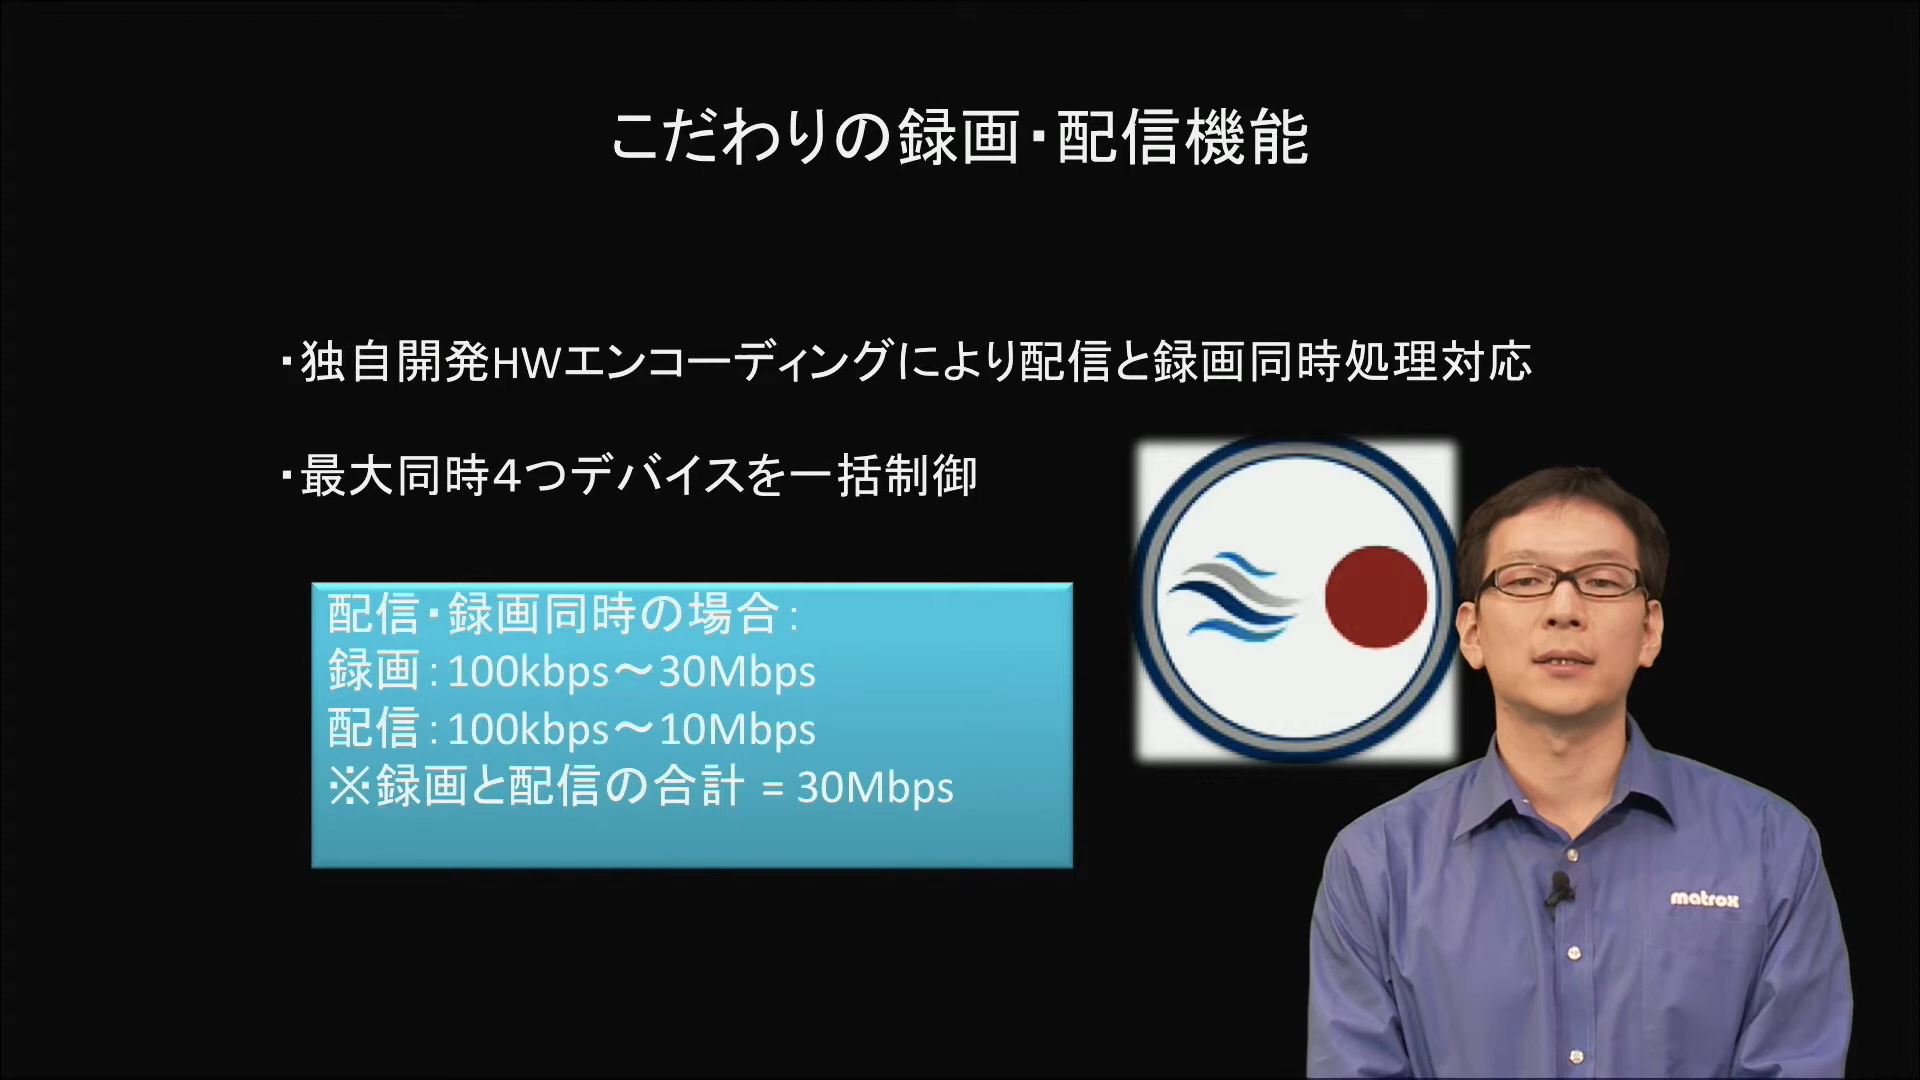 こだわりの録画・配信機能
・独自開発HWエンコーディングにより配信と録画同時処理対応
・最大同時４つデバイスを一括制御
配信・録画同時の場合：
録画：100kbps～30Mbps
配信：100kbps～10Mbps
※録画と配信の合計 = 30Mbps
matrox